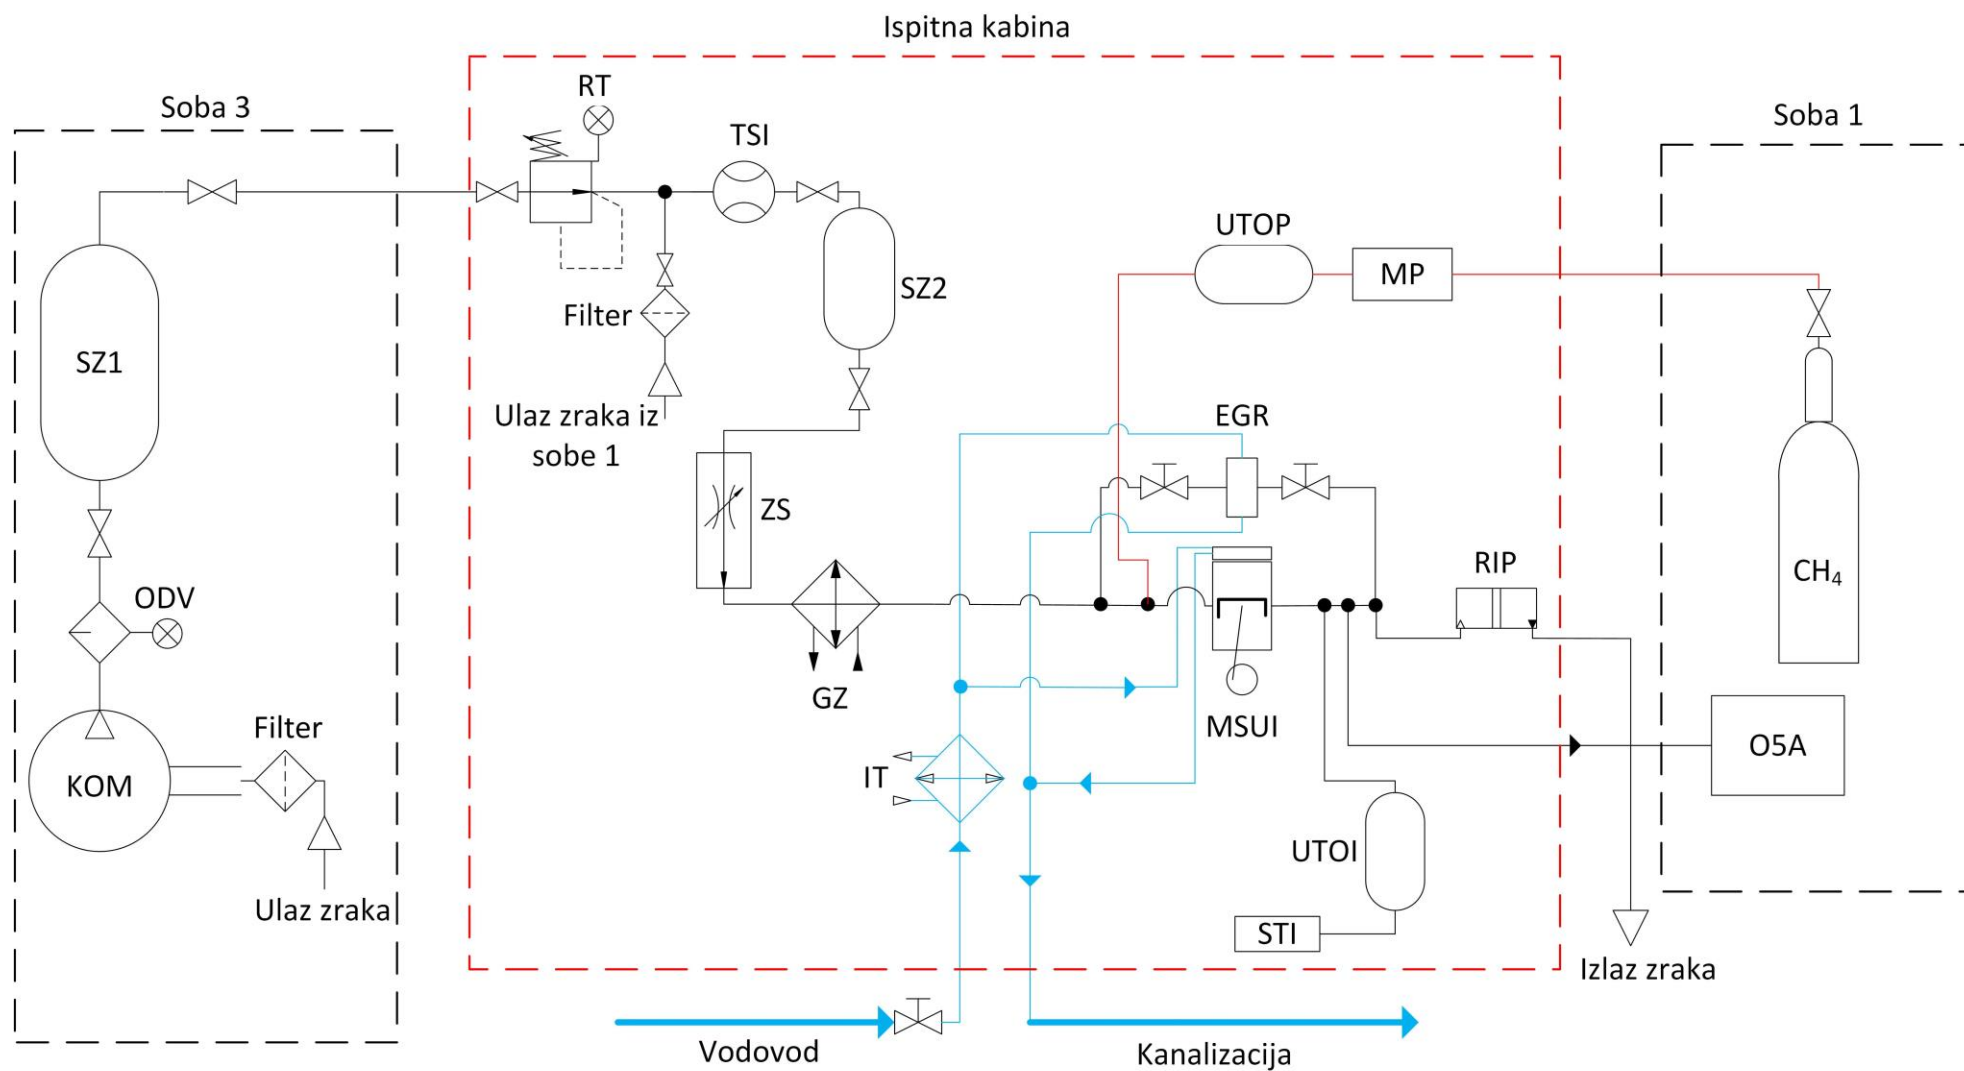 Ispitna kabina
Soba 3
Soba 1
RT
TSI
UTOP
MP
SZ2
Filter
SZ1
Ulaz zraka iz
sobe 1
EGR
ZS
RIP
CH₄
ODV
GZ
MSUI
Filter
O5A
KOM
IT
UTOI
Ulaz zraka
STI
Izlaz zraka
Vodovod
Kanalizacija